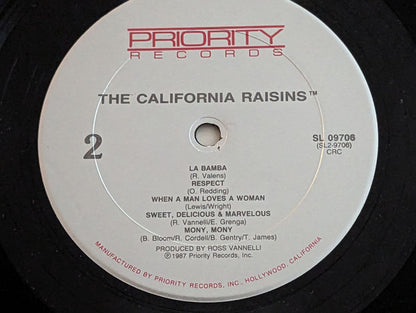 PRIORITY
RECORDS
THE CALIFORNIA RAISINS™
2
SL 09706
(SL2-9706)
CRC
LA BAMBA
(R. Valens)
RESPECT
(O. Redding)
WHEN A MAN LOVES A WOMAN
(Lewis/Wright)
SWEET, DELICIOUS & MARVELOUS
(R. Vannelli/E. Grenga)
MONY, MONY
(B. Bloom/R. Cordell/B. Gentry/T. James)
PRODUCED BY ROSS VANNELLI
℗1987 Priority Records, Inc.
MANUFACTURED BY PRIORITY RECORDS, INC. HOLLYWOOD, CALIFORNIA